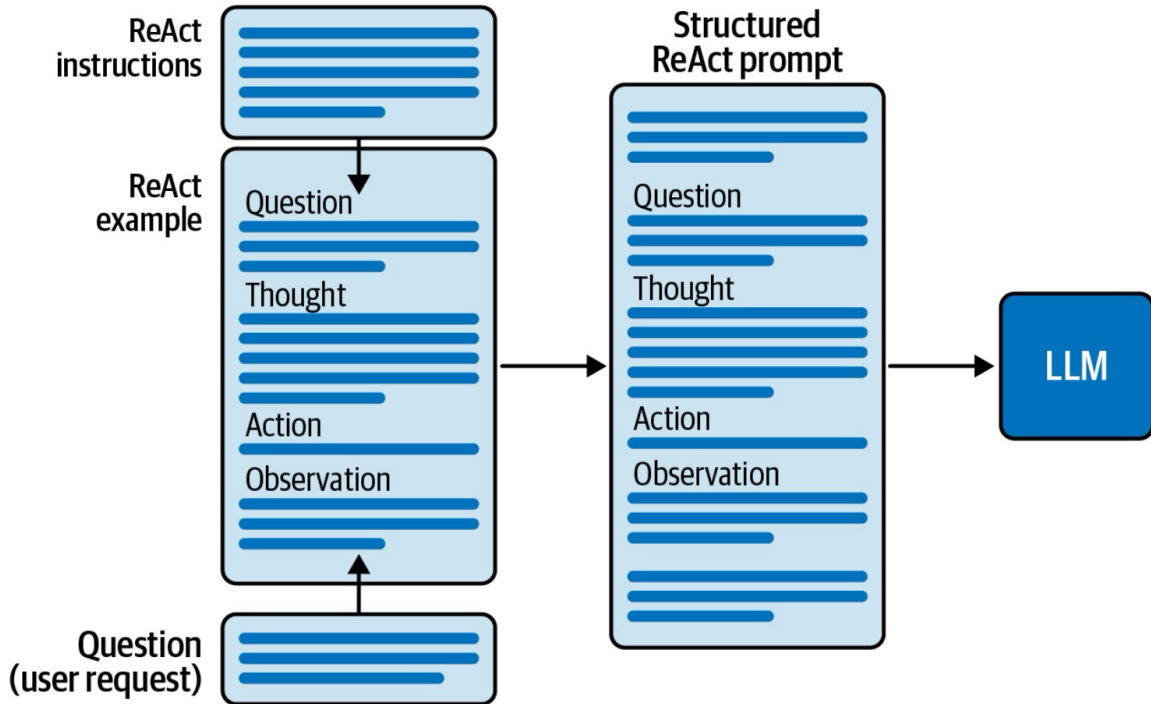 ReAct
instructions
ReAct
example
Question
Thought
Action
Observation
Question
(user request)
Structured
ReAct prompt
Question
Thought
Action
Observation
LLM